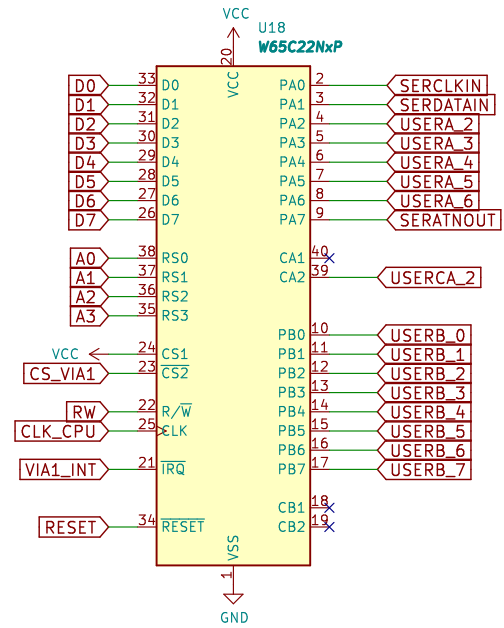 VCC
U18
W65C22NxP
20
VCC
D0 33 D0 PA0 2 SERCLKIN
D1 32 D1 PA1 3 SERDATAIN
D2 31 D2 PA2 4 USERA_2
D3 30 D3 PA3 5 USERA_3
D4 29 D4 PA4 6 USERA_4
D5 28 D5 PA5 7 USERA_5
D6 27 D6 PA6 8 USERA_6
D7 26 D7 PA7 9 SERATNOUT
A0 38 RS0 CA1 40
A1 37 RS1 CA2 39 USERCA_2
A2 36 RS2
A3 35 RS3
PB0 10 USERB_0
VCC 24 CS1 PB1 11 USERB_1
CS_VIA1 23 CS2 PB2 12 USERB_2
PB3 13 USERB_3
RW 22 R/W PB4 14 USERB_4
CLK_CPU 25 CLK PB5 15 USERB_5
PB6 16 USERB_6
VIA1_INT 21 IRQ PB7 17 USERB_7
CB1 18
RESET 34 RESET CB2 19
VSS
1
GND